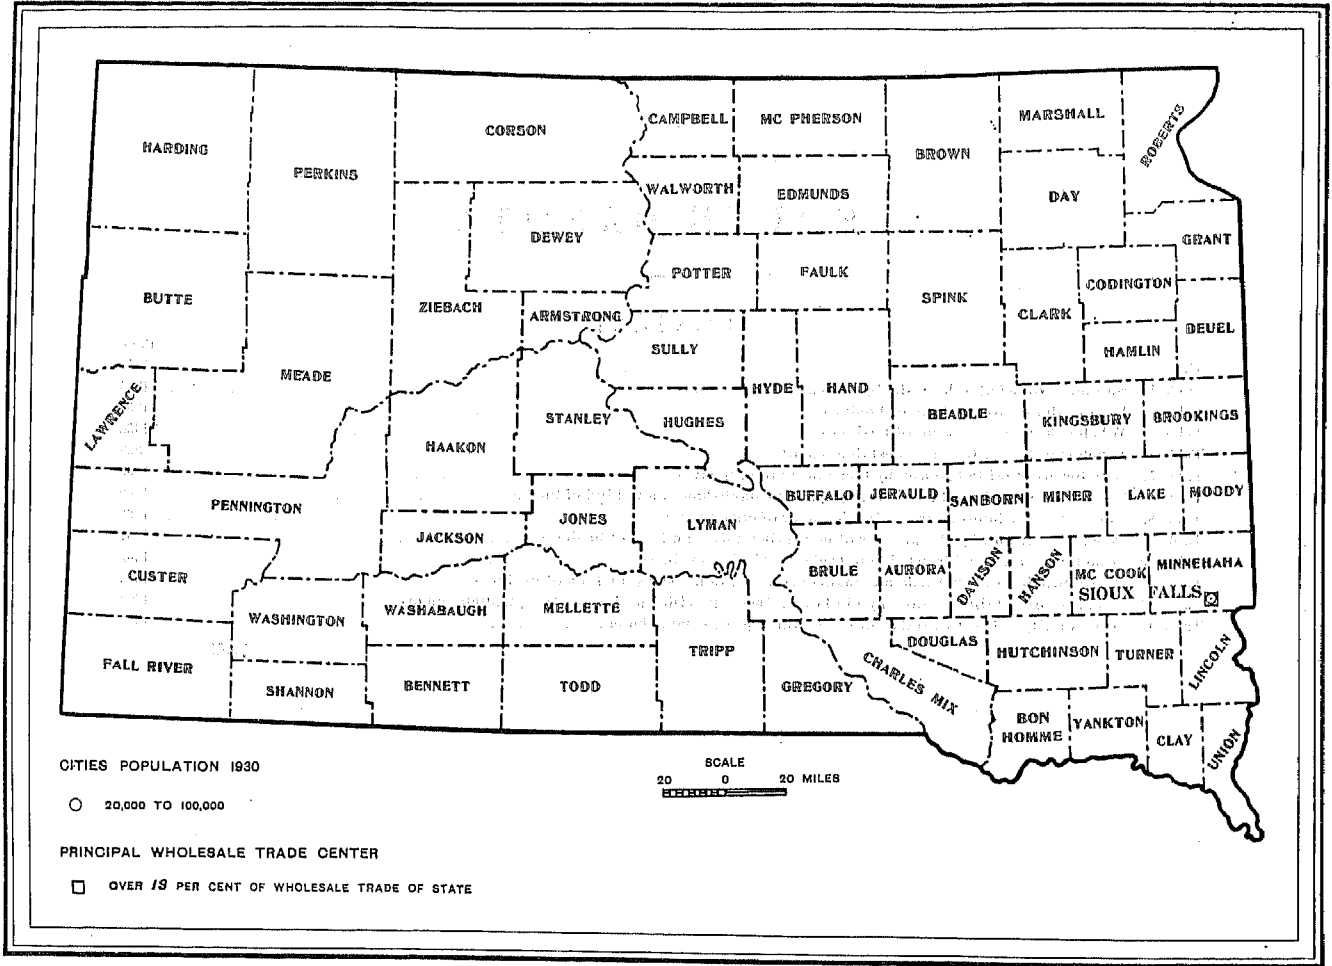 CORSON
CAMPBELL
MC PHERSON
MARSHALL
ROBERTS
HARDING
PERKINS
BROWN
WALWORTH
EDMUNDS
DAY
DEWEY
GRANT
POTTER
FAULK
CODINGTON
BUTTE
ZIEBACH
ARMSTRONG
SPINK
CLARK
DEUEL
SULLY
HAMLIN
MEADE
HYDE
HAND
LAWRENCE
STANLEY
HUGHES
BEADLE
KINGSBURY
BROOKINGS
HAAKON
BUFFALO
JERAULD
SANBORN
MINER
LAKE
MOODY
PENNINGTON
JONES
LYMAN
JACKSON
CUSTER
BRULE
AURORA
DAVISON
HANSON
MC COOK
MINNEHAHA
SIOUX FALLS
WASHINGTON
WASHABAUGH
MELLETTE
FALL RIVER
TRIPP
DOUGLAS
HUTCHINSON
TURNER
LINCOLN
SHANNON
BENNETT
TODD
GREGORY
CHARLES MIX
BON
HOMME
YANKTON
CLAY
UNION
CITIES POPULATION 1930
20,000 TO 100,000
PRINCIPAL WHOLESALE TRADE CENTER
OVER 19 PER CENT OF WHOLESALE TRADE OF STATE
SCALE
20 0 20 MILES